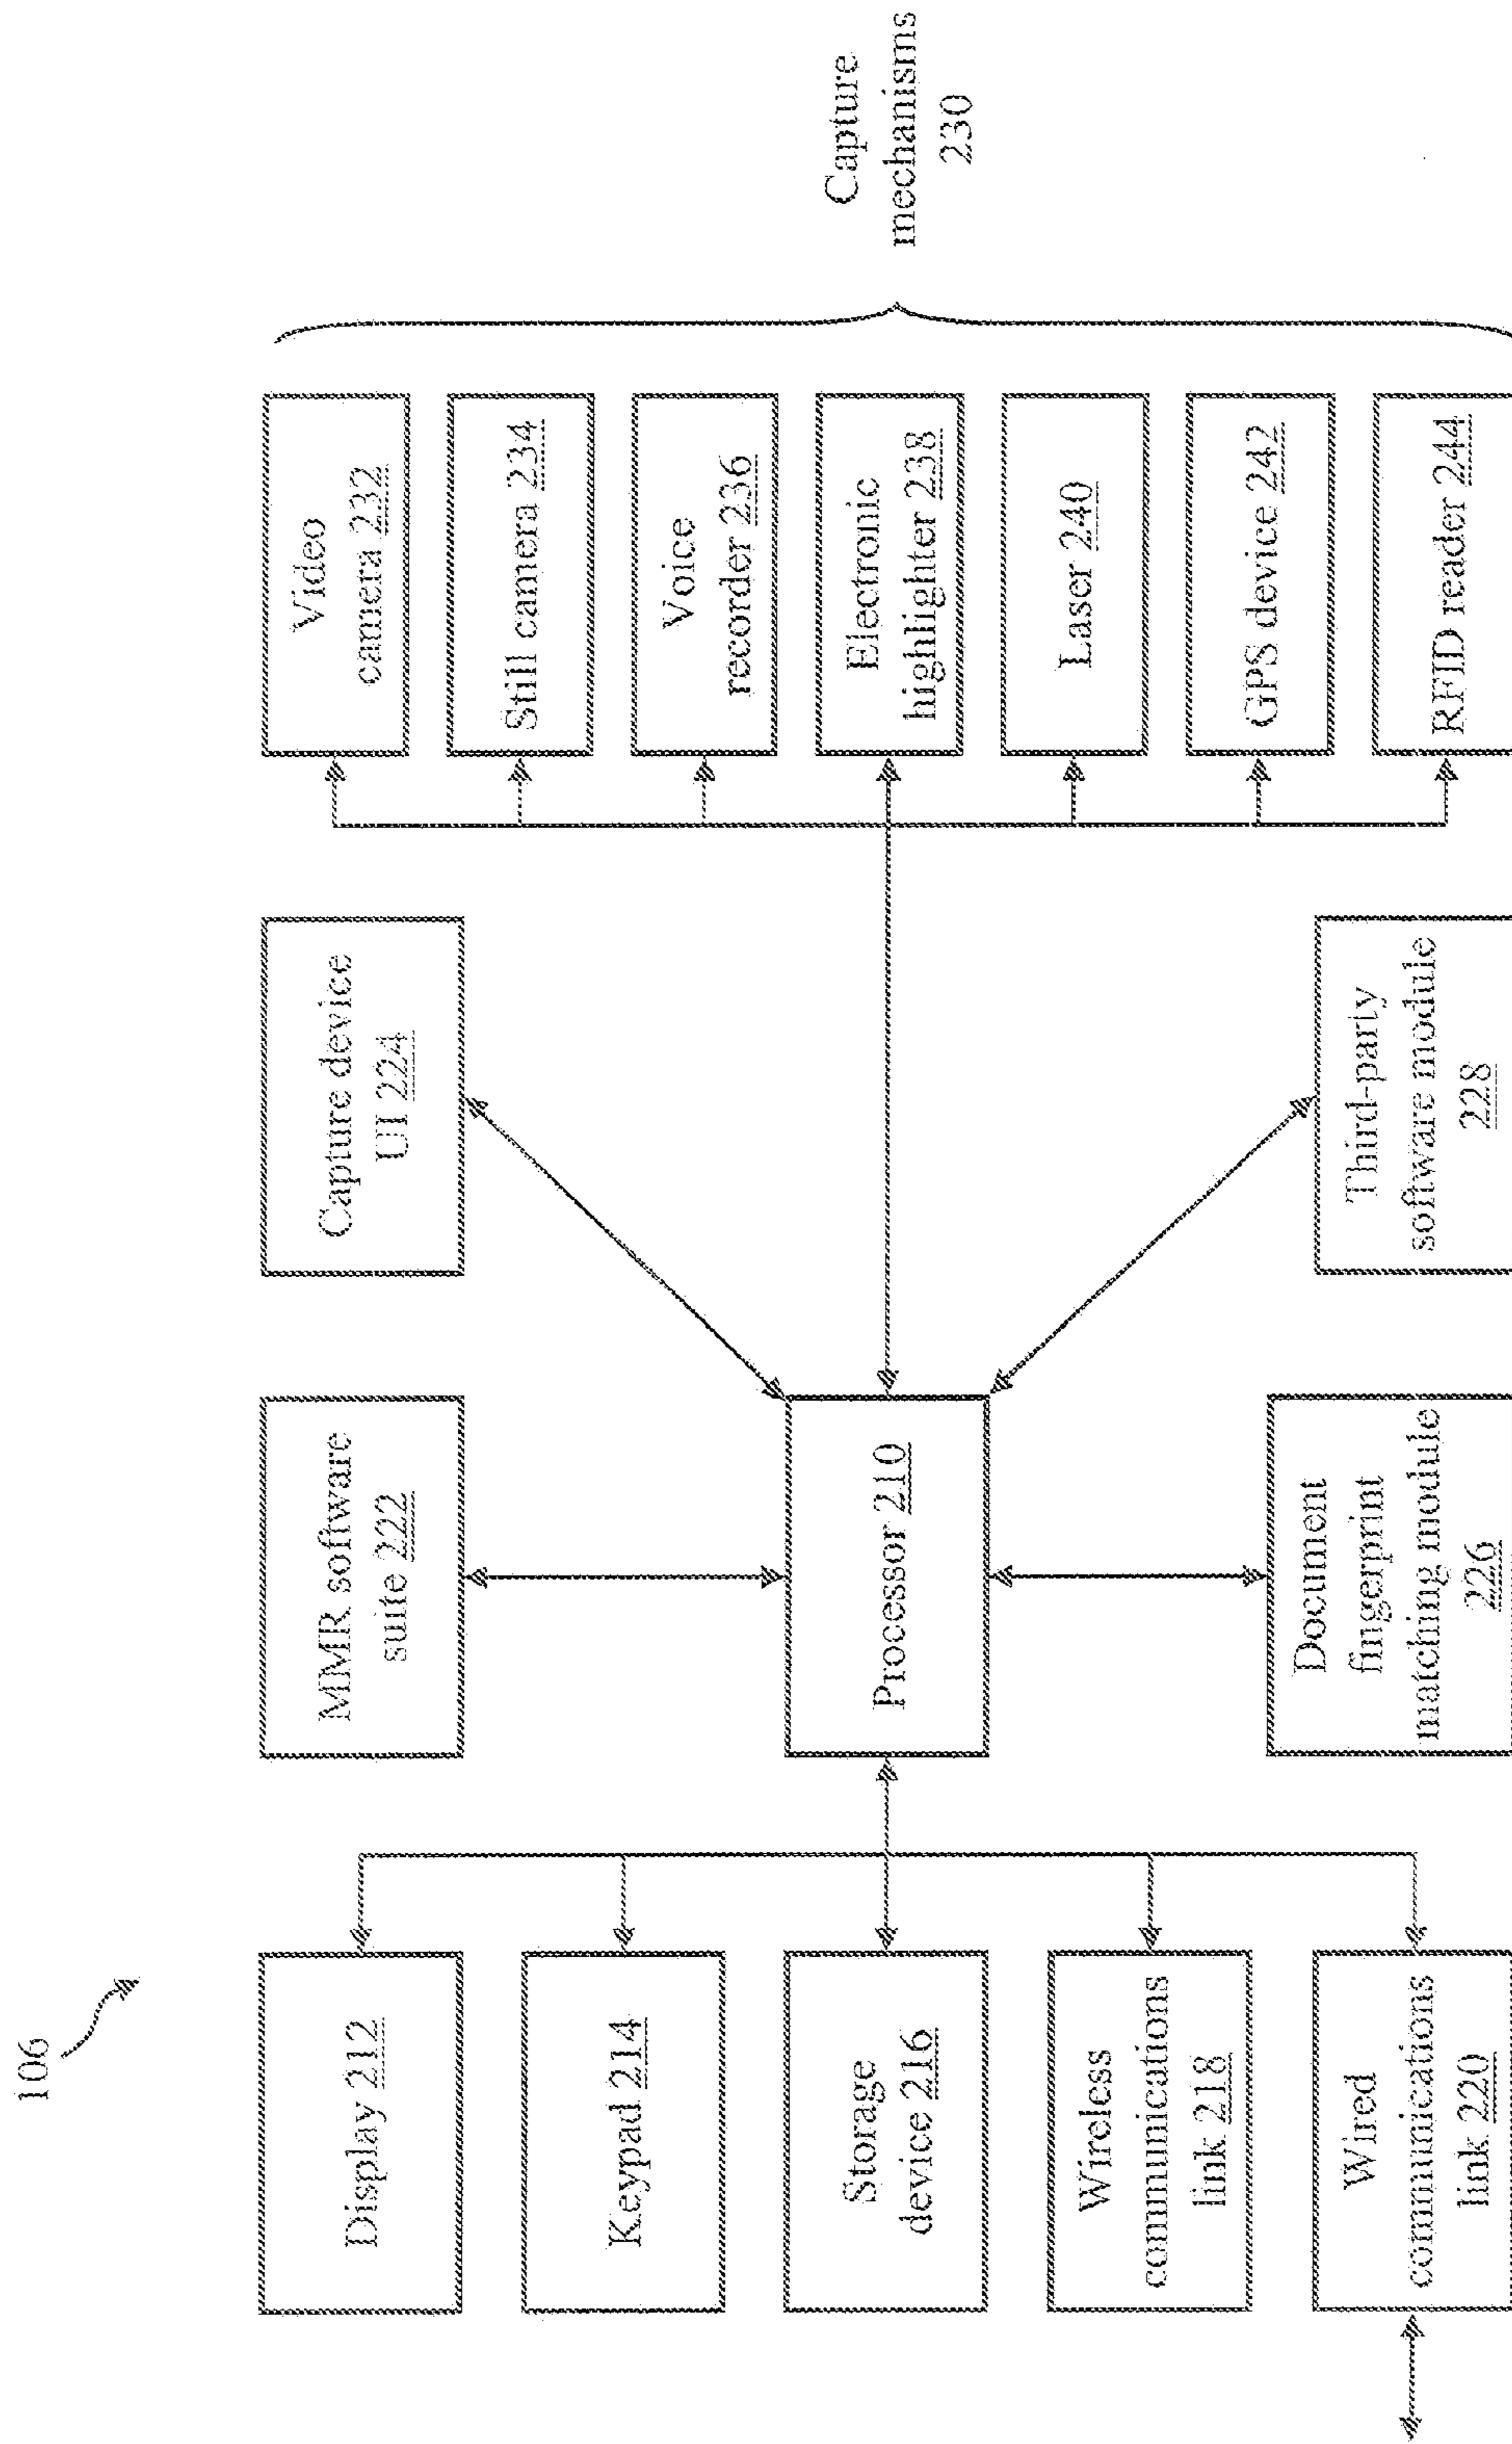 106
Display 212
Keypad 214
Storage
device 216
Wireless
communications
link 218
Wired
communications
link 220
MMR software
suite 222
Processor 210
Document
fingerprint
matching module
226
Capture device
UI 224
Third-party
software module
228
Video
camera 232
Still camera 234
Voice
recorder 236
Electronic
highlighter 238
Laser 240
GPS device 242
RFID reader 244
Capture
mechanisms
230